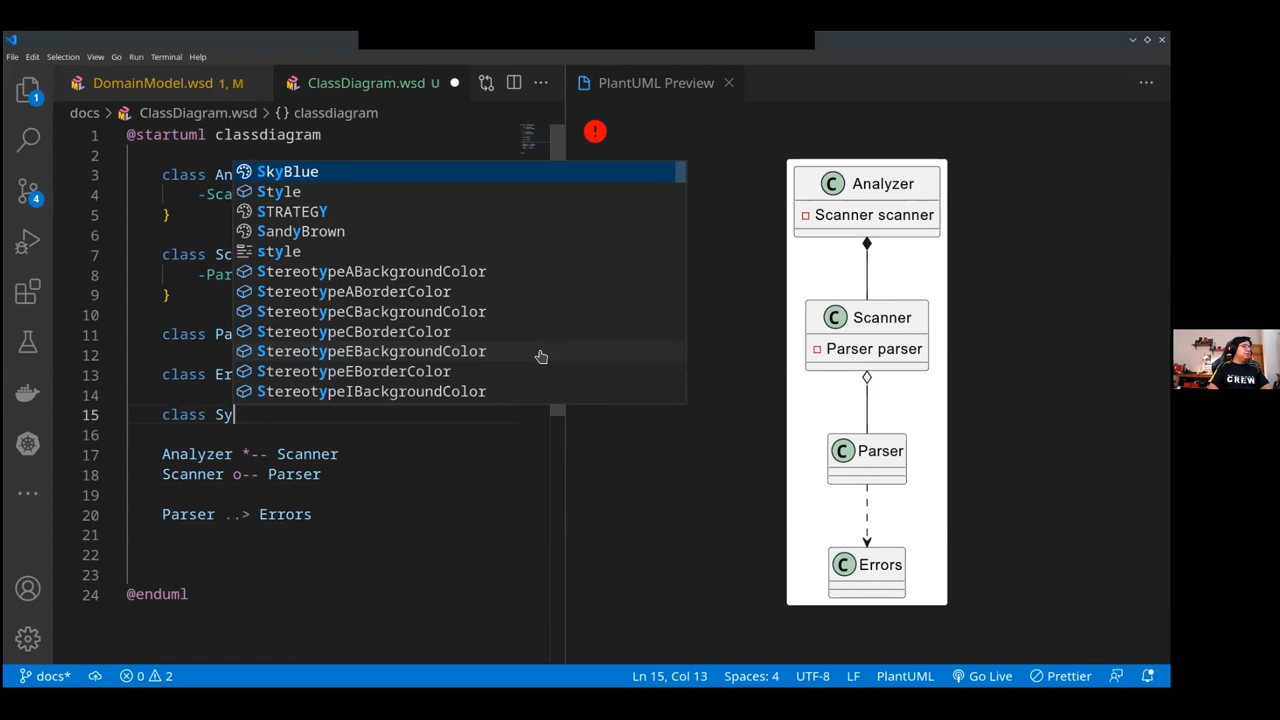 File Edit Selection View Go Run Terminal Help
DomainModel.wsd 1, M
ClassDiagram.wsd U
PlantUML Preview
docs > ClassDiagram.wsd > {} classdiagram
1 @startuml classdiagram
2
3 class An
4 -Sca
5 }
6
7 class Sc
8 -Par
9 }
10
11 class Pa
12
13 class Er
14
15 class Sy
16
17 Analyzer *-- Scanner
18 Scanner o-- Parser
19
20 Parser ..> Errors
21
22
23
24 @enduml
SkyBlue
Style
STRATEGY
SandyBrown
style
StereotypeABackgroundColor
StereotypeABorderColor
StereotypeCBackgroundColor
StereotypeCBorderColor
StereotypeEBackgroundColor
StereotypeEBorderColor
StereotypeIBackgroundColor
1
4
!
C Analyzer
Scanner scanner
C Scanner
Parser parser
C Parser
C Errors
CREW
docs*
0
2
Ln 15, Col 13
Spaces: 4
UTF-8
LF
PlantUML
Go Live
Prettier